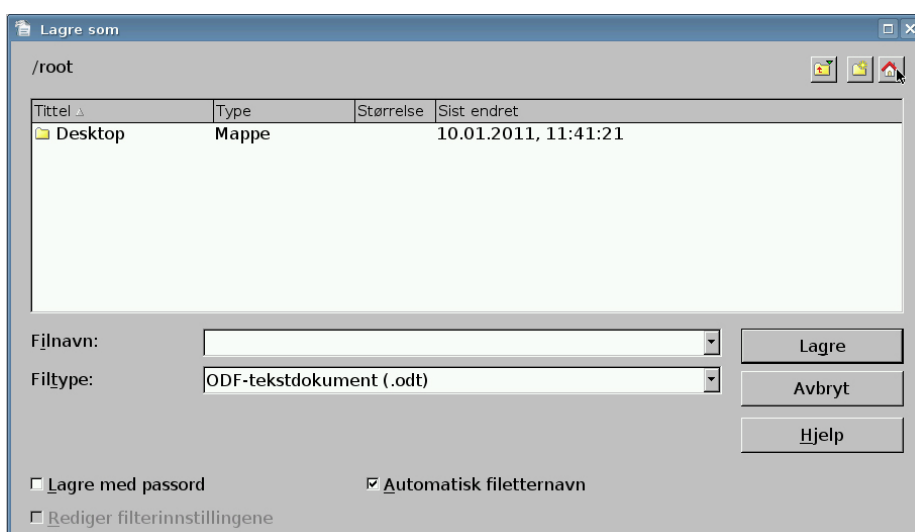 Lagre som
/root
Tittel Type Størrelse Sist endret
Desktop Mappe 10.01.2011, 11:41:21
Filnavn:
Lagre
Filtype: ODF-tekstdokument (.odt)
Avbryt
Hjelp
Lagre med passord Automatisk filetternavn
Rediger filterinnstillingene